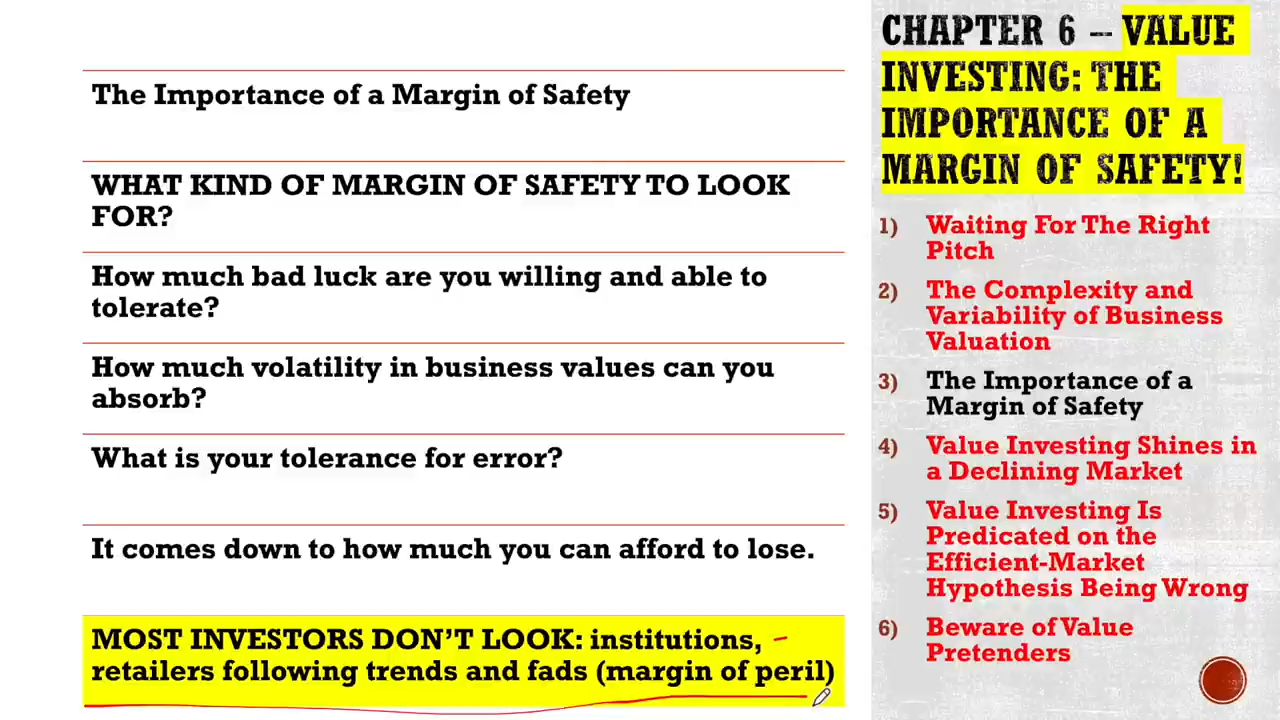 The Importance of a Margin of Safety
WHAT KIND OF MARGIN OF SAFETY TO LOOK
FOR?
How much bad luck are you willing and able to
tolerate?
How much volatility in business values can you
absorb?
What is your tolerance for error?
It comes down to how much you can afford to lose.
MOST INVESTORS DON’T LOOK: institutions,
retailers following trends and fads (margin of peril)
CHAPTER 6 – VALUE
INVESTING: THE
IMPORTANCE OF A
MARGIN OF SAFETY!
1) Waiting For The Right
Pitch
2) The Complexity and
Variability of Business
Valuation
3) The Importance of a
Margin of Safety
4) Value Investing Shines in
a Declining Market
5) Value Investing Is
Predicated on the
Efficient-Market
Hypothesis Being Wrong
6) Beware of Value
Pretenders